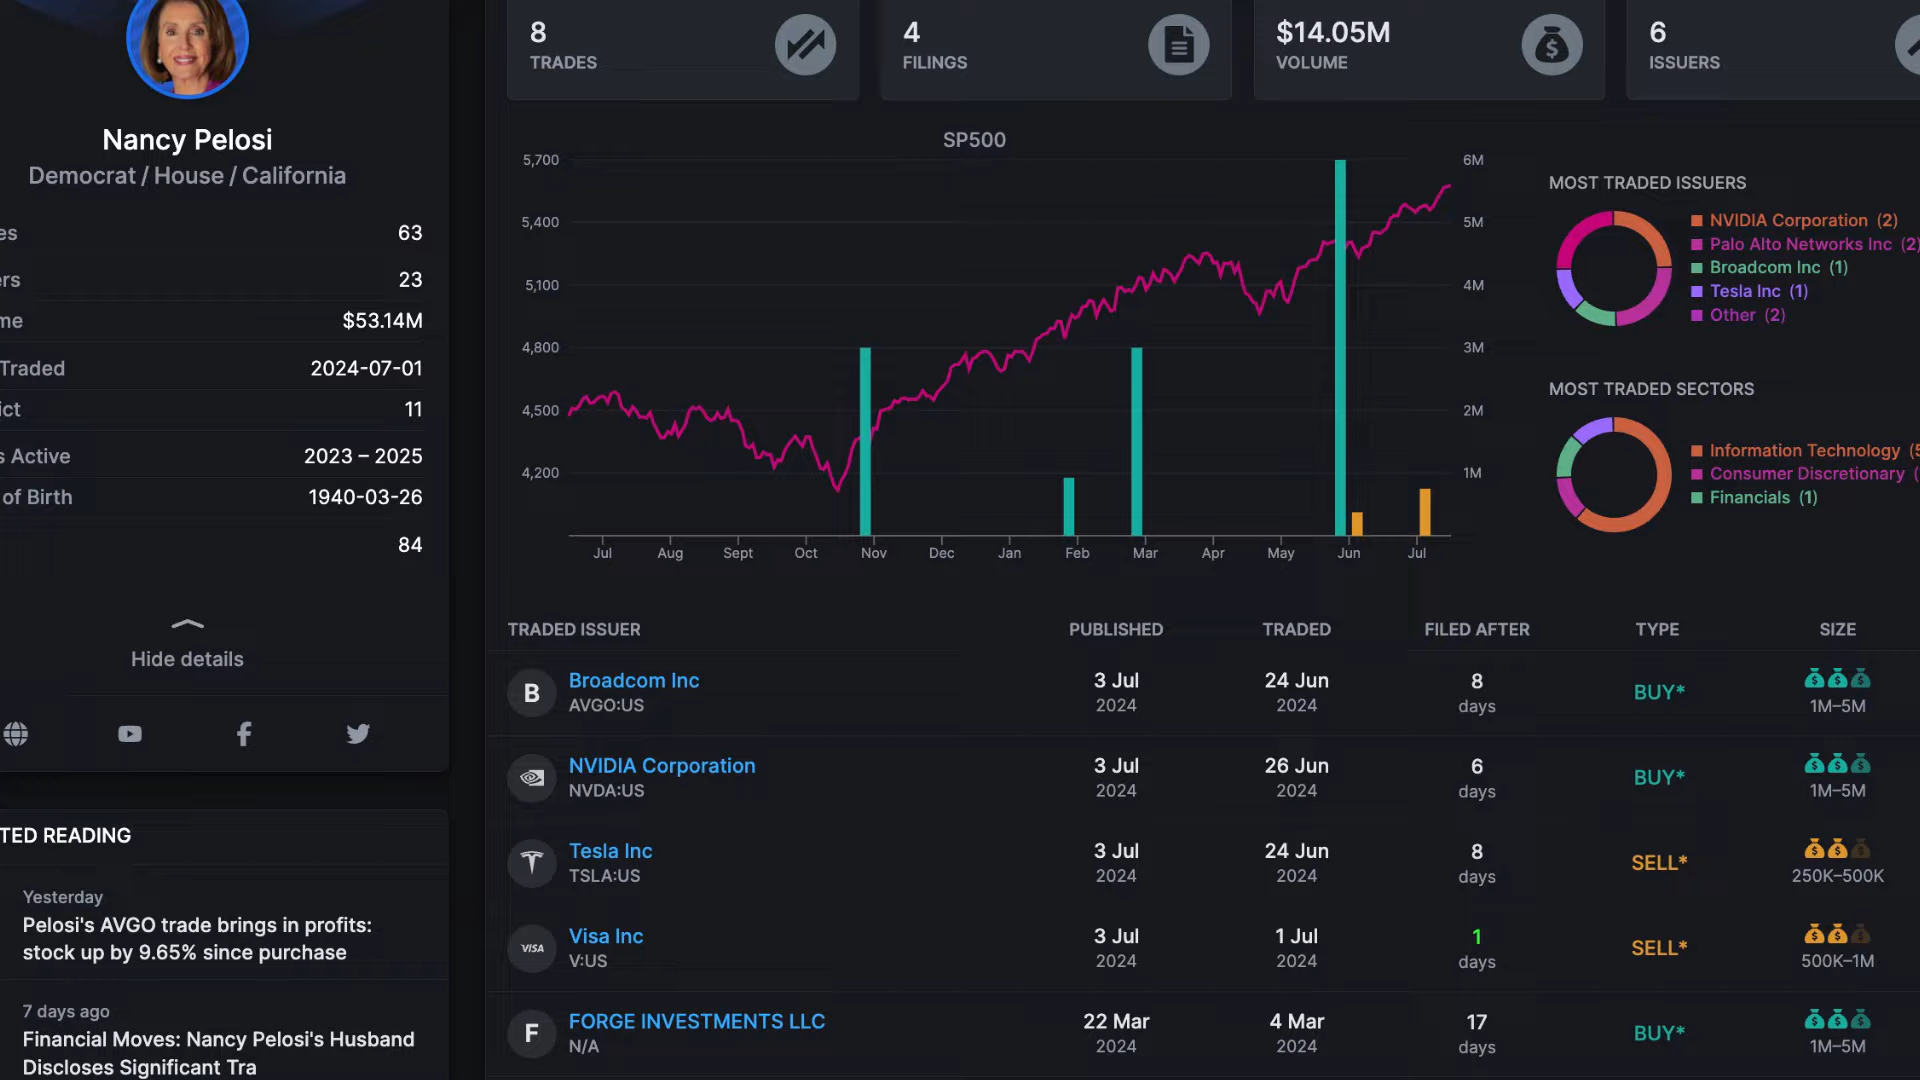 8
TRADES
4
FILINGS
$14.05M
VOLUME
6
ISSUERS
Nancy Pelosi
Democrat / House / California
es 63
ers 23
me $53.14M
Traded 2024-07-01
ict 11
s Active 2023 – 2025
of Birth 1940-03-26
84
Hide details
TED READING
Yesterday
Pelosi's AVGO trade brings in profits:
stock up by 9.65% since purchase
7 days ago
Financial Moves: Nancy Pelosi's Husband
Discloses Significant Tra
SP500
5,700 6M
5,400 5M
5,100 4M
4,800 3M
4,500 2M
4,200 1M
Jul Aug Sept Oct Nov Dec Jan Feb Mar Apr May Jun Jul
MOST TRADED ISSUERS
NVIDIA Corporation (2)
Palo Alto Networks Inc (2)
Broadcom Inc (1)
Tesla Inc (1)
Other (2)
MOST TRADED SECTORS
Information Technology (5
Consumer Discretionary (
Financials (1)
TRADED ISSUER PUBLISHED TRADED FILED AFTER TYPE SIZE
B Broadcom Inc 3 Jul 24 Jun 8 BUY*
AVGO:US 2024 2024 days 1M–5M
NVIDIA Corporation 3 Jul 26 Jun 6 BUY*
NVDA:US 2024 2024 days 1M–5M
Tesla Inc 3 Jul 24 Jun 8 SELL*
TSLA:US 2024 2024 days 250K–500K
VISA Visa Inc 3 Jul 1 Jul 1 SELL*
V:US 2024 2024 days 500K–1M
F FORGE INVESTMENTS LLC 22 Mar 4 Mar 17 BUY*
N/A 2024 2024 days 1M–5M